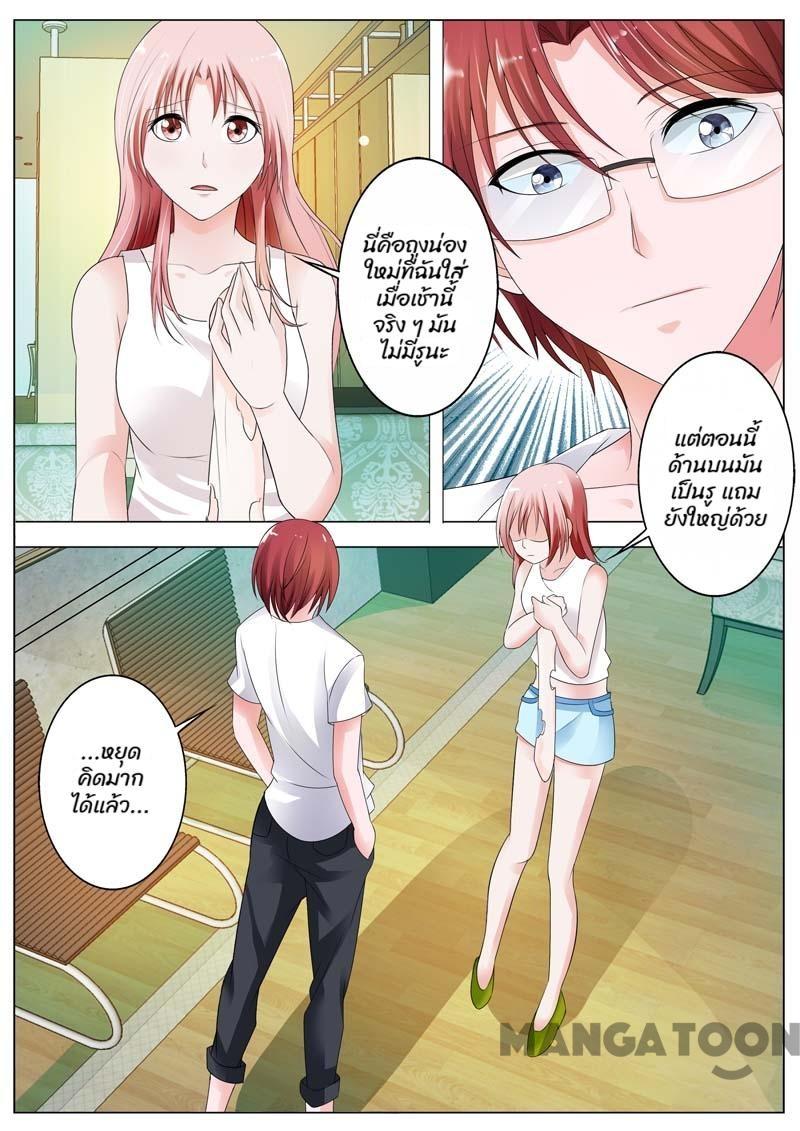 นี่คือถุงน่อง
ใหม่ที่ฉันใส่
เมื่อเช้านี้
จริง ๆ มัน
ไม่มีรูนะ
แต่ตอนนี้
ด้านบนมัน
เป็นรู แถม
ยังใหญ่ด้วย
...หยุด
คิดมาก
ได้แล้ว...
MANGATOON